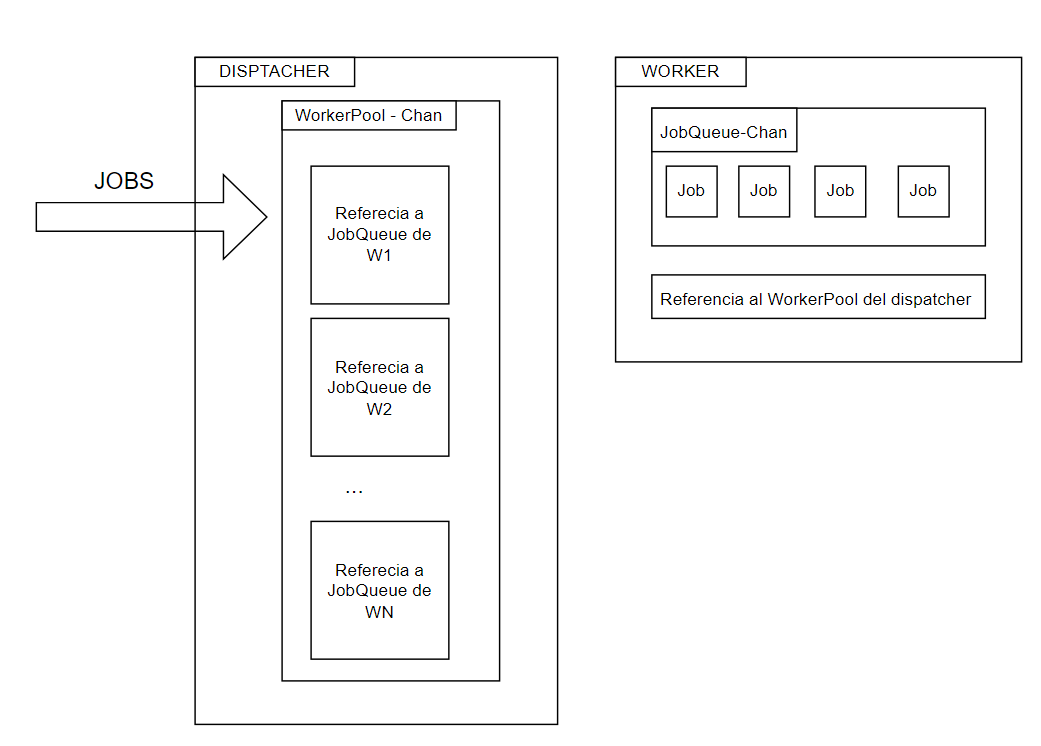 DISPTACHER
WorkerPool - Chan
JOBS
Referecia a
JobQueue de
W1
Referecia a
JobQueue de
W2
...
Referecia a
JobQueue de
WN
WORKER
JobQueue-Chan
Job Job Job Job
Referencia al WorkerPool del dispatcher